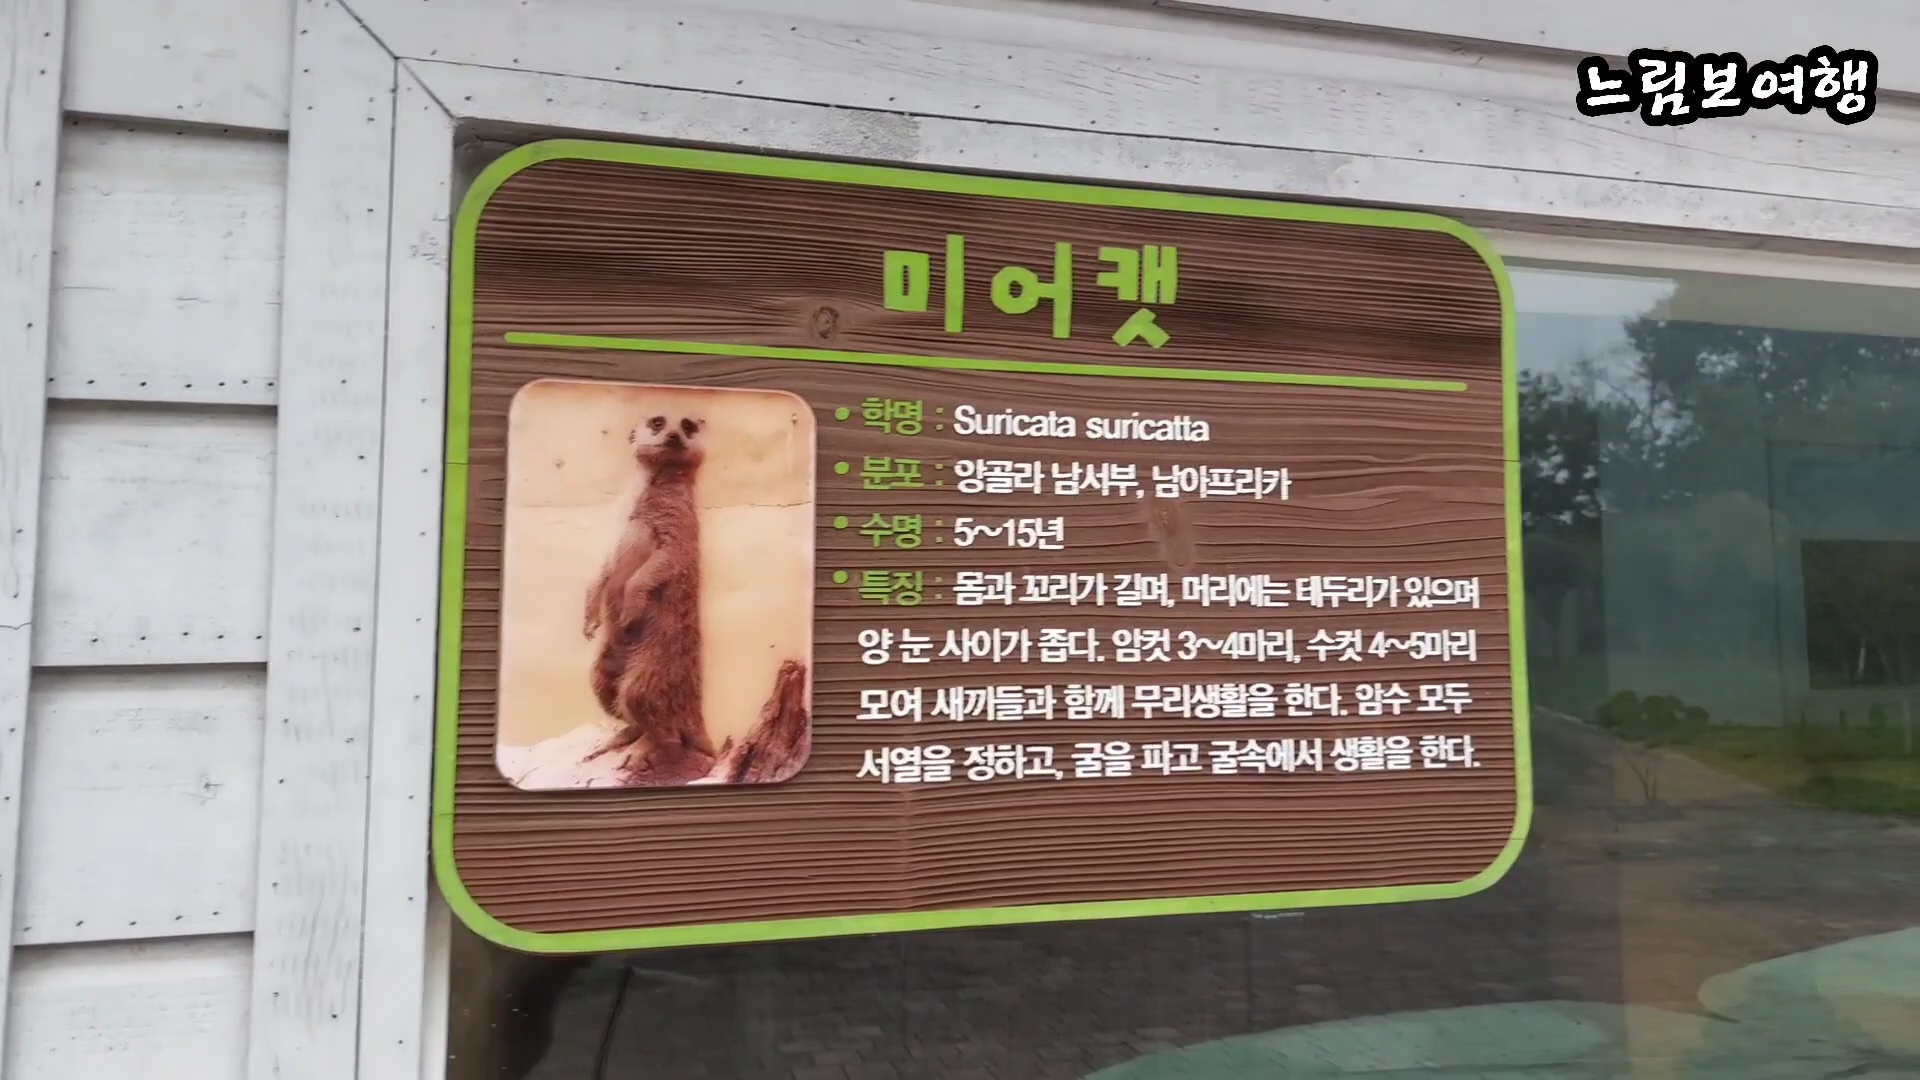 느림보여행
미어캣
• 학명 : Suricata suricatta
• 분포 : 앙골라 남서부, 남아프리카
• 수명 : 5~15년
• 특징 : 몸과 꼬리가 길며, 머리에는 테두리가 있으며
양 눈 사이가 좁다. 암컷 3~4마리, 수컷 4~5마리
모여 새끼들과 함께 무리생활을 한다. 암수 모두
서열을 정하고, 굴을 파고 굴속에서 생활을 한다.